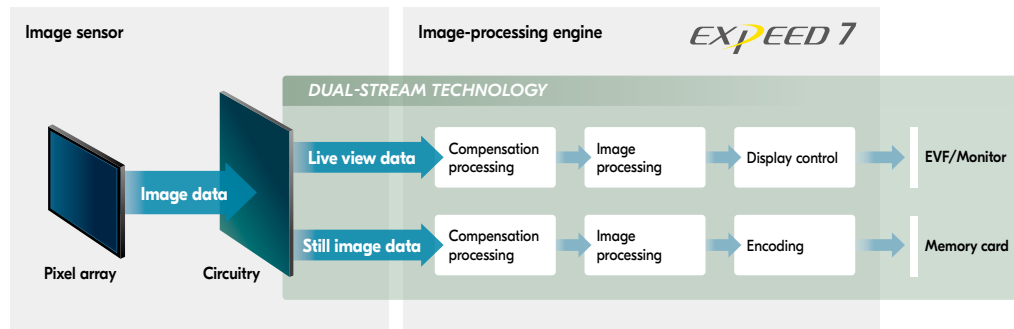 Image sensor
Image-processing engine
EXPEED 7
DUAL-STREAM TECHNOLOGY
Live view data
Compensation
processing
Image
processing
Display control
EVF/Monitor
Image data
Still image data
Compensation
processing
Image
processing
Encoding
Memory card
Pixel array
Circuitry